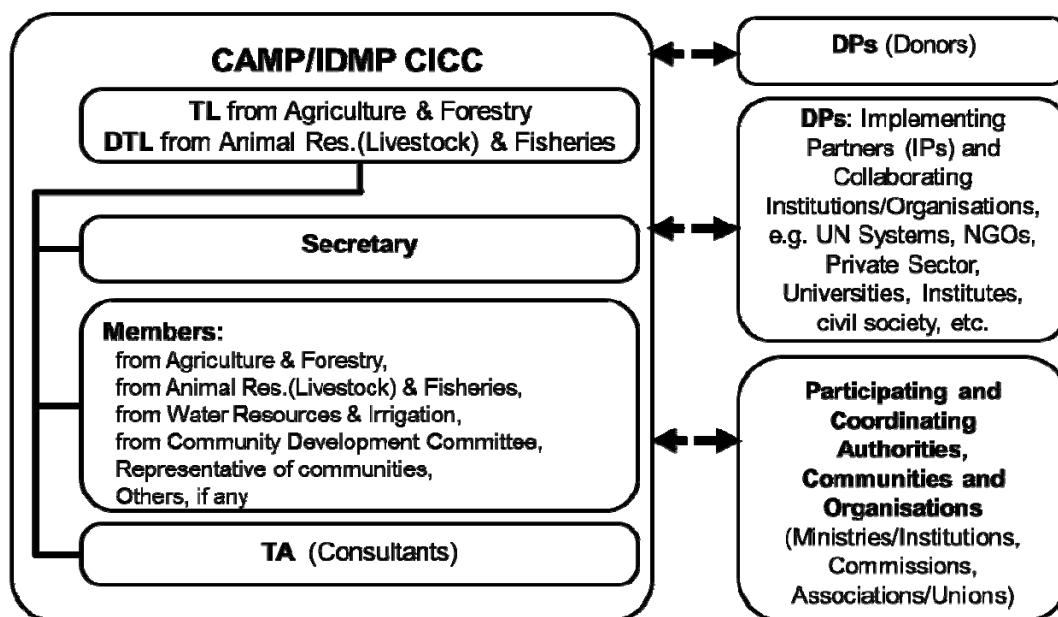 CAMP/IDMP CICC
TL from Agriculture & Forestry
DTL from Animal Res.(Livestock) & Fisheries
Secretary
Members:
from Agriculture & Forestry,
from Animal Res.(Livestock) & Fisheries,
from Water Resources & Irrigation,
from Community Development Committee,
Representative of communities,
Others, if any
TA (Consultants)
DPs (Donors)
DPs: Implementing
Partners (IPs) and
Collaborating
Institutions/Organisations,
e.g. UN Systems, NGOs,
Private Sector,
Universities, Institutes,
civil society, etc.
Participating and
Coordinating
Authorities,
Communities and
Organisations
(Ministries/Institutions,
Commissions,
Associations/Unions)